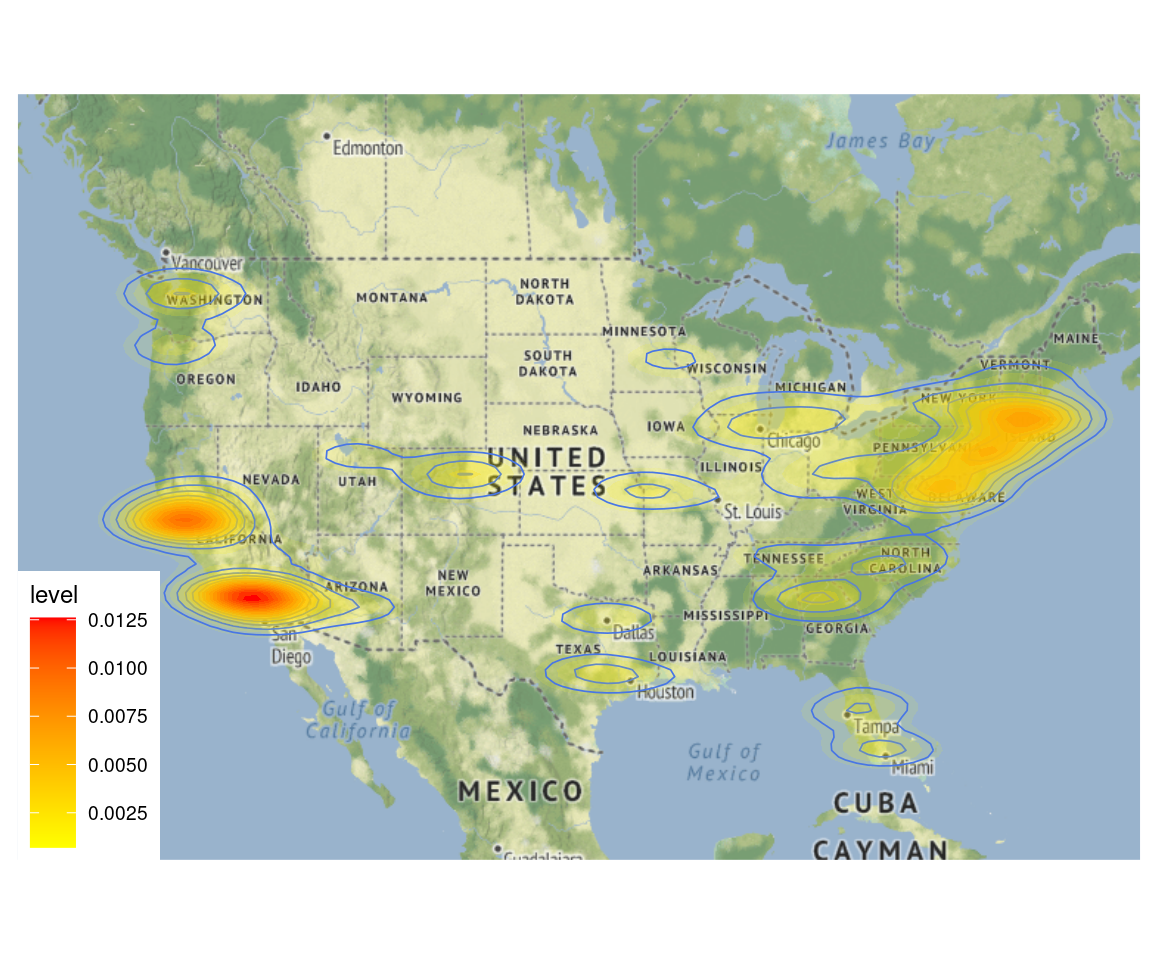 James Bay
Edmonton
Vancouver
WASHINGTON
MONTANA
NORTH
DAKOTA
MINNESOTA
MAINE
SOUTH
DAKOTA
WISCONSIN
VERMONT
OREGON
IDAHO
WYOMING
MICHIGAN
NEW YORK
NEBRASKA
IOWA
Chicago
PENNSYLVANIA
UNITED
STATES
NEVADA
UTAH
ILLINOIS
WEST
VIRGINIA
DELAWARE
St. Louis
CALIFORNIA
TENNESSEE
NORTH
CAROLINA
ARIZONA
NEW
MEXICO
ARKANSAS
MISSISSIPPI
GEORGIA
Dallas
San
Diego
TEXAS
LOUISIANA
Houston
Gulf of
California
Gulf of
Mexico
Tampa
Miami
MEXICO
CUBA
CAYMAN
Guadalajara
level
0.0125
0.0100
0.0075
0.0050
0.0025